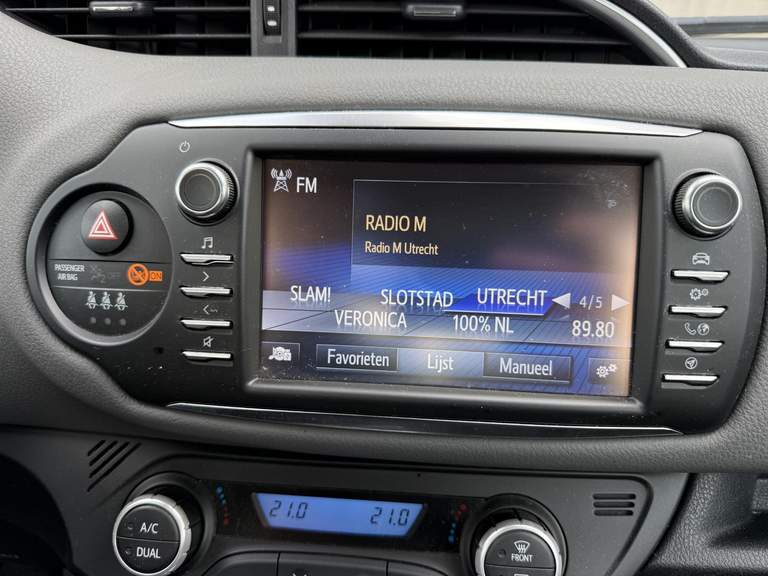 FM
RADIO M
Radio M Utrecht
SLAM! SLOTSTAD UTRECHT 4/5
VERONICA 100% NL 89.80
Favorieten Lijst Manueel
PASSENGER
AIR BAG
OFF
ON
21.0 21.0
A/C
DUAL
FRONT